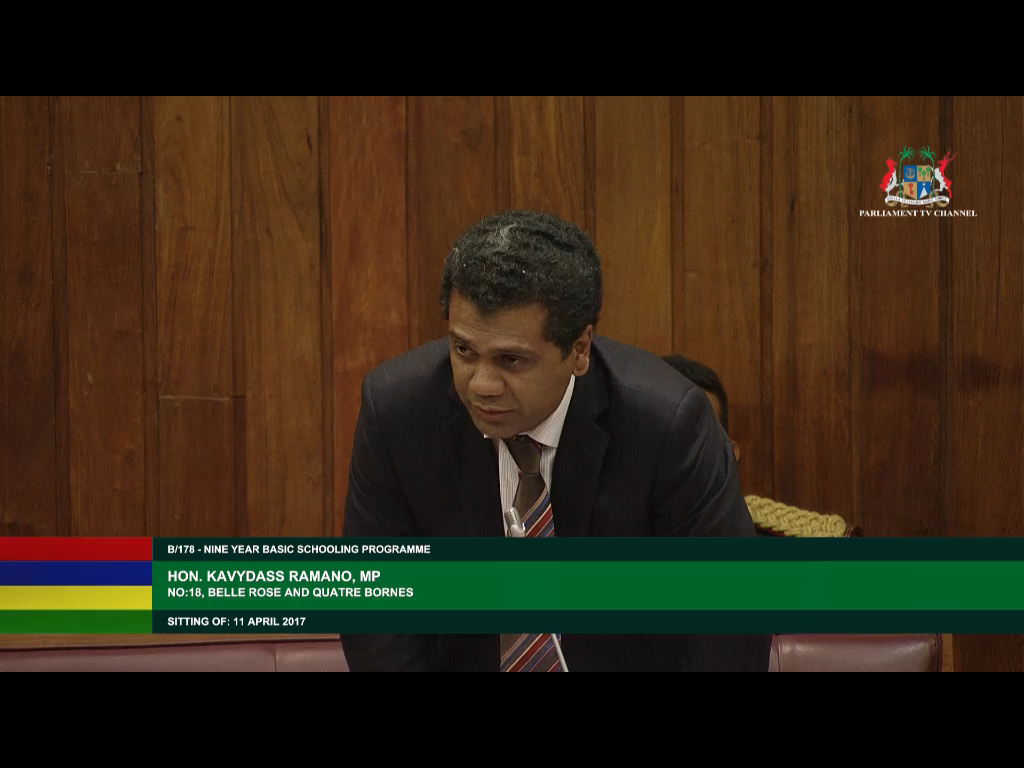 PARLIAMENT TV CHANNEL
B/178 - NINE YEAR BASIC SCHOOLING PROGRAMME
HON. KAVYDASS RAMANO, MP
NO:18, BELLE ROSE AND QUATRE BORNES
SITTING OF: 11 APRIL 2017